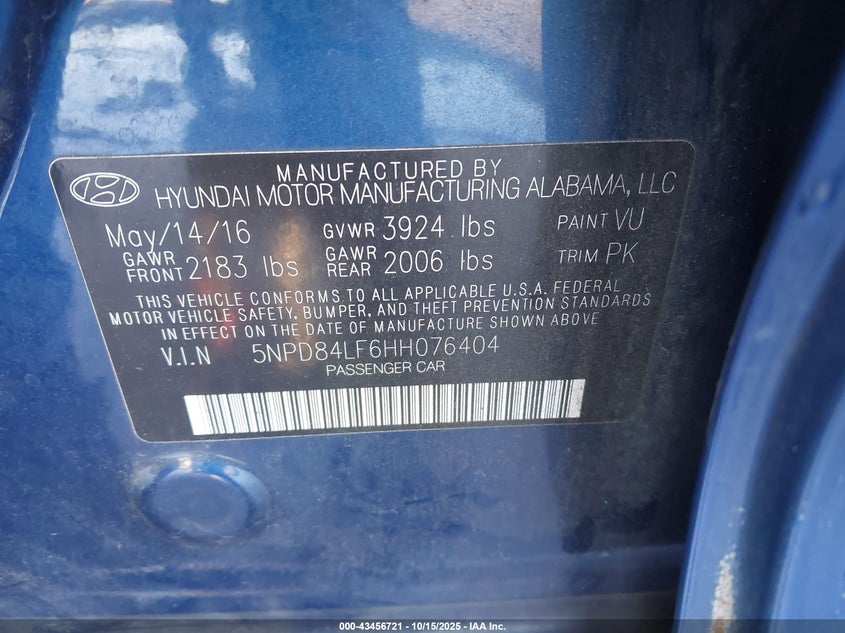 MANUFACTURED BY
HYUNDAI MOTOR MANUFACTURING ALABAMA, LLC
May/14/16 GVWR 3924 lbs PAINT VU
GAWR FRONT 2183 lbs GAWR REAR 2006 lbs TRIM PK
THIS VEHICLE CONFORMS TO ALL APPLICABLE U.S.A. FEDERAL
MOTOR VEHICLE SAFETY, BUMPER, AND THEFT PREVENTION STANDARDS
IN EFFECT ON THE DATE OF MANUFACTURE SHOWN ABOVE
V.I.N 5NPD84LF6HH076404
PASSENGER CAR
000-43456721 - 10/15/2025 - IAA Inc.